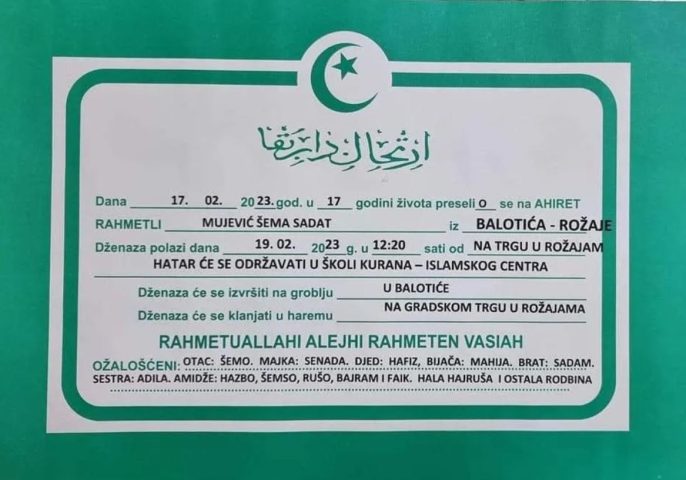 ارتحال دار بقا
Dana 17. 02. 2023.god. u 17 godini života preseli o se na AHIRET
RAHMETLI MUJEVIĆ ŠEMA SADAT iz BALOTIĆA - ROŽAJE
Dženaza polazi dana 19.02. 2023 g. u 12:20 sati od NA TRGU U ROŽAJAM
HATAR ĆE SE ODRŽAVATI U ŠKOLI KURANA – ISLAMSKOG CENTRA
Dženaza će se izvršiti na groblju U BALOTIĆE
Dženaza će se klanjati u haremu NA GRADSKOM TRGU U ROŽAJAMA
RAHMETUALLAHI ALEJHI RAHMETEN VASIAH
OŽALOŠĆENI: OTAC: ŠEMO. MAJKA: SENADA. DJED: HAFIZ, BIJAČA: MAHIJA. BRAT: SADAM.
SESTRA: ADILA. AMIDŽE: HAZBO, ŠEMSO, RUŠO, BAJRAM I FAIK. HALA HAJRUŠA I OSTALA RODBINA